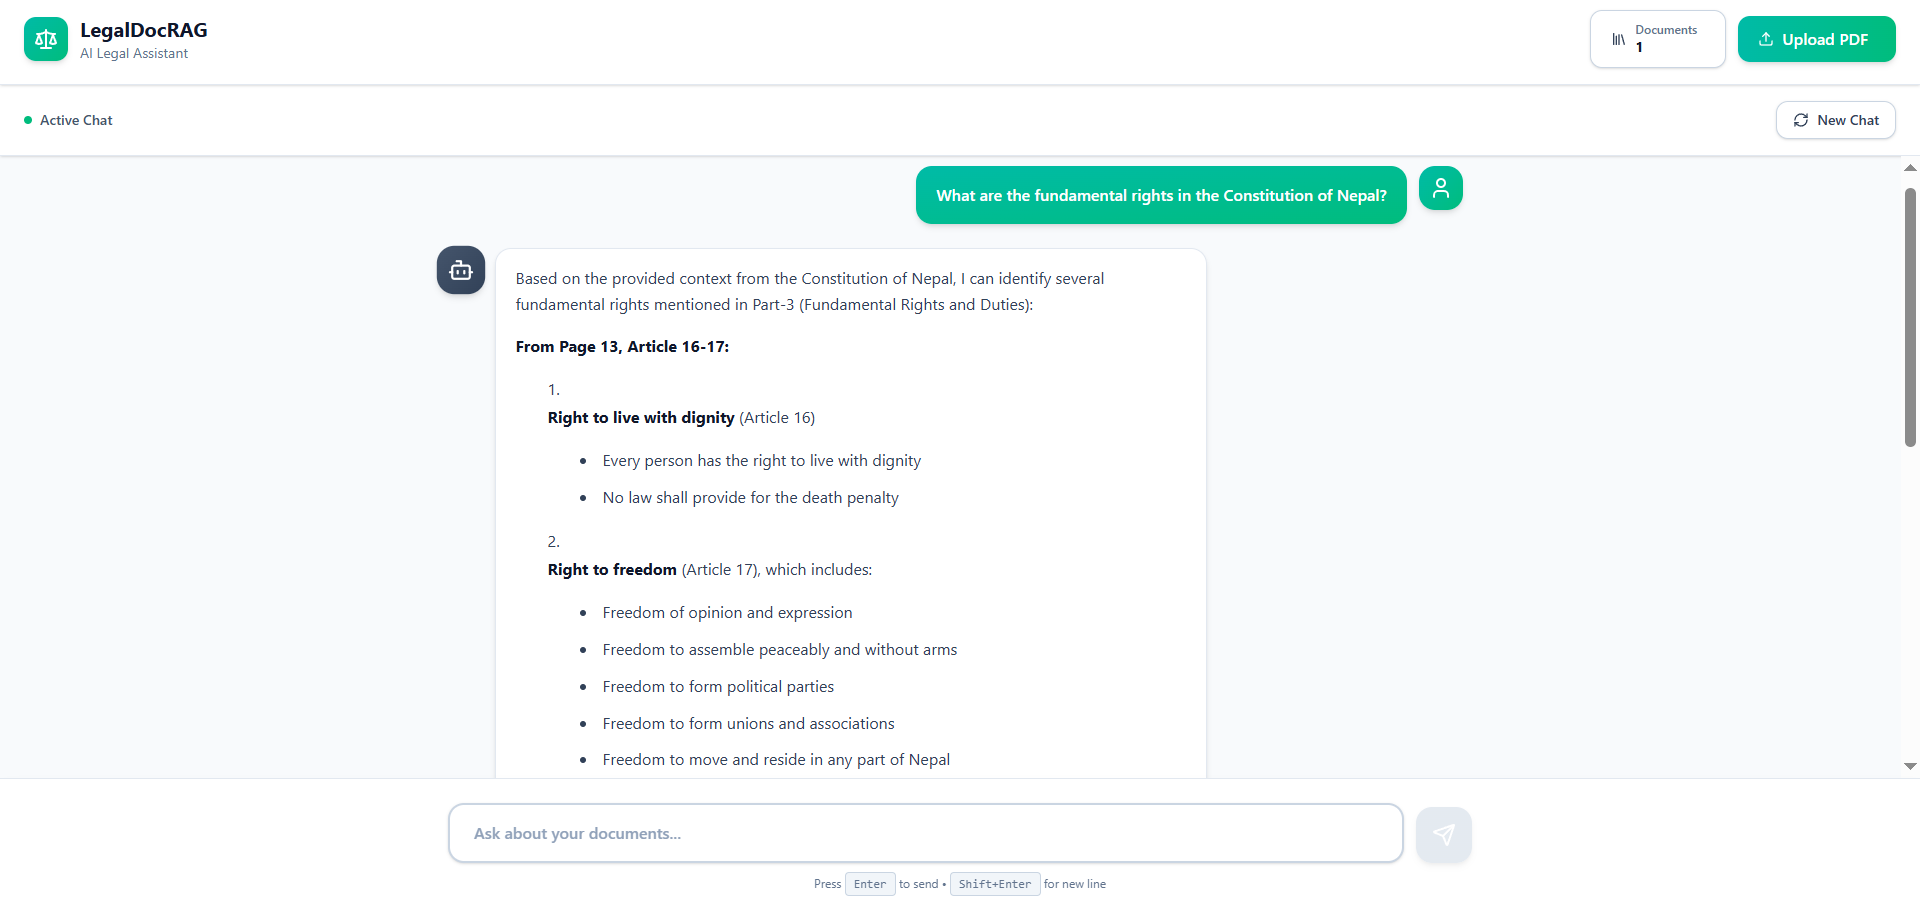 LegalDocRAG
AI Legal Assistant
Documents
1
Upload PDF
Active Chat
New Chat
What are the fundamental rights in the Constitution of Nepal?
Based on the provided context from the Constitution of Nepal, I can identify several
fundamental rights mentioned in Part-3 (Fundamental Rights and Duties):
From Page 13, Article 16-17:
1.
Right to live with dignity (Article 16)
• Every person has the right to live with dignity
• No law shall provide for the death penalty
2.
Right to freedom (Article 17), which includes:
• Freedom of opinion and expression
• Freedom to assemble peaceably and without arms
• Freedom to form political parties
• Freedom to form unions and associations
• Freedom to move and reside in any part of Nepal
Ask about your documents...
Press Enter to send • Shift+Enter for new line